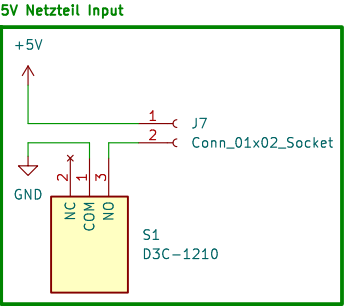 5V Netzteil Input
+5V
1
J7
2
Conn_01x02_Socket
GND
2
1
3
NC
COM
NO
S1
D3C-1210